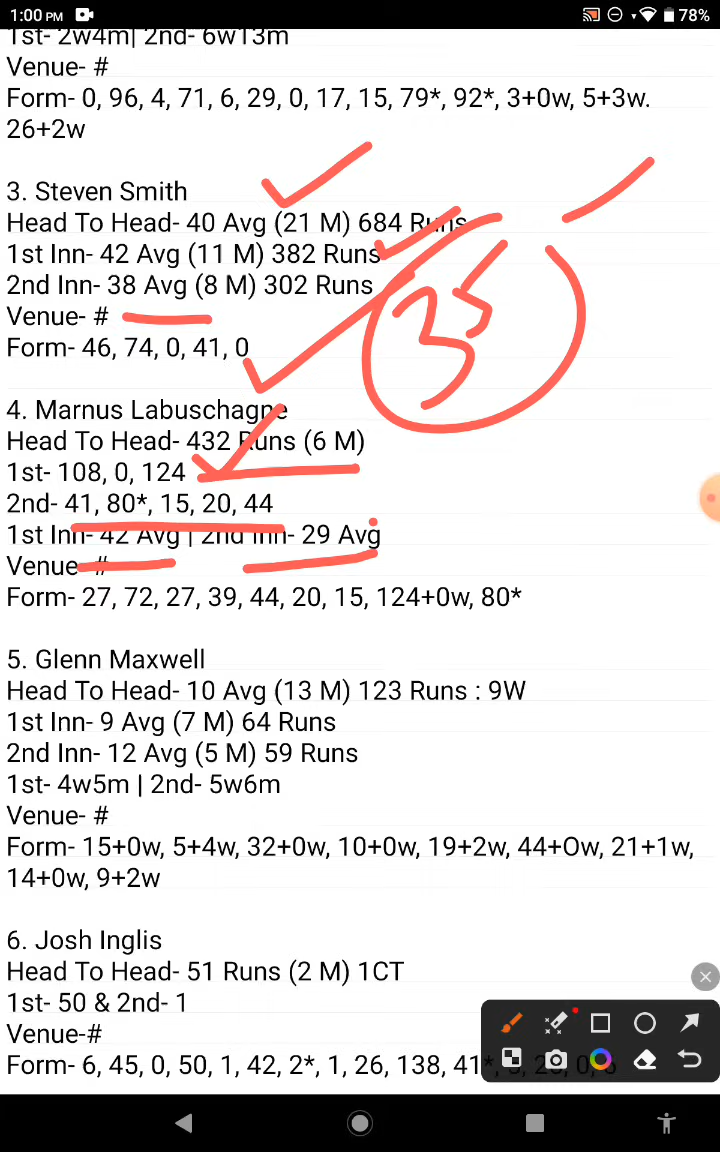 1:00 PM
78%
1st- 2w4m| 2nd- 6w13m
Venue- #
Form- 0, 96, 4, 71, 6, 29, 0, 17, 15, 79*, 92*, 3+0w, 5+3w.
26+2w
3. Steven Smith
Head To Head- 40 Avg (21 M) 684 Runs
1st Inn- 42 Avg (11 M) 382 Runs
2nd Inn- 38 Avg (8 M) 302 Runs
Venue- #
Form- 46, 74, 0, 41, 0
35
4. Marnus Labuschagne
Head To Head- 432 Runs (6 M)
1st- 108, 0, 124
2nd- 41, 80*, 15, 20, 44
1st Inn- 42 Avg | 2nd Inn- 29 Avg
Venue- #
Form- 27, 72, 27, 39, 44, 20, 15, 124+0w, 80*
5. Glenn Maxwell
Head To Head- 10 Avg (13 M) 123 Runs : 9W
1st Inn- 9 Avg (7 M) 64 Runs
2nd Inn- 12 Avg (5 M) 59 Runs
1st- 4w5m | 2nd- 5w6m
Venue- #
Form- 15+0w, 5+4w, 32+0w, 10+0w, 19+2w, 44+Ow, 21+1w,
14+0w, 9+2w
6. Josh Inglis
Head To Head- 51 Runs (2 M) 1CT
1st- 50 & 2nd- 1
Venue-#
Form- 6, 45, 0, 50, 1, 42, 2*, 1, 26, 138, 41*,